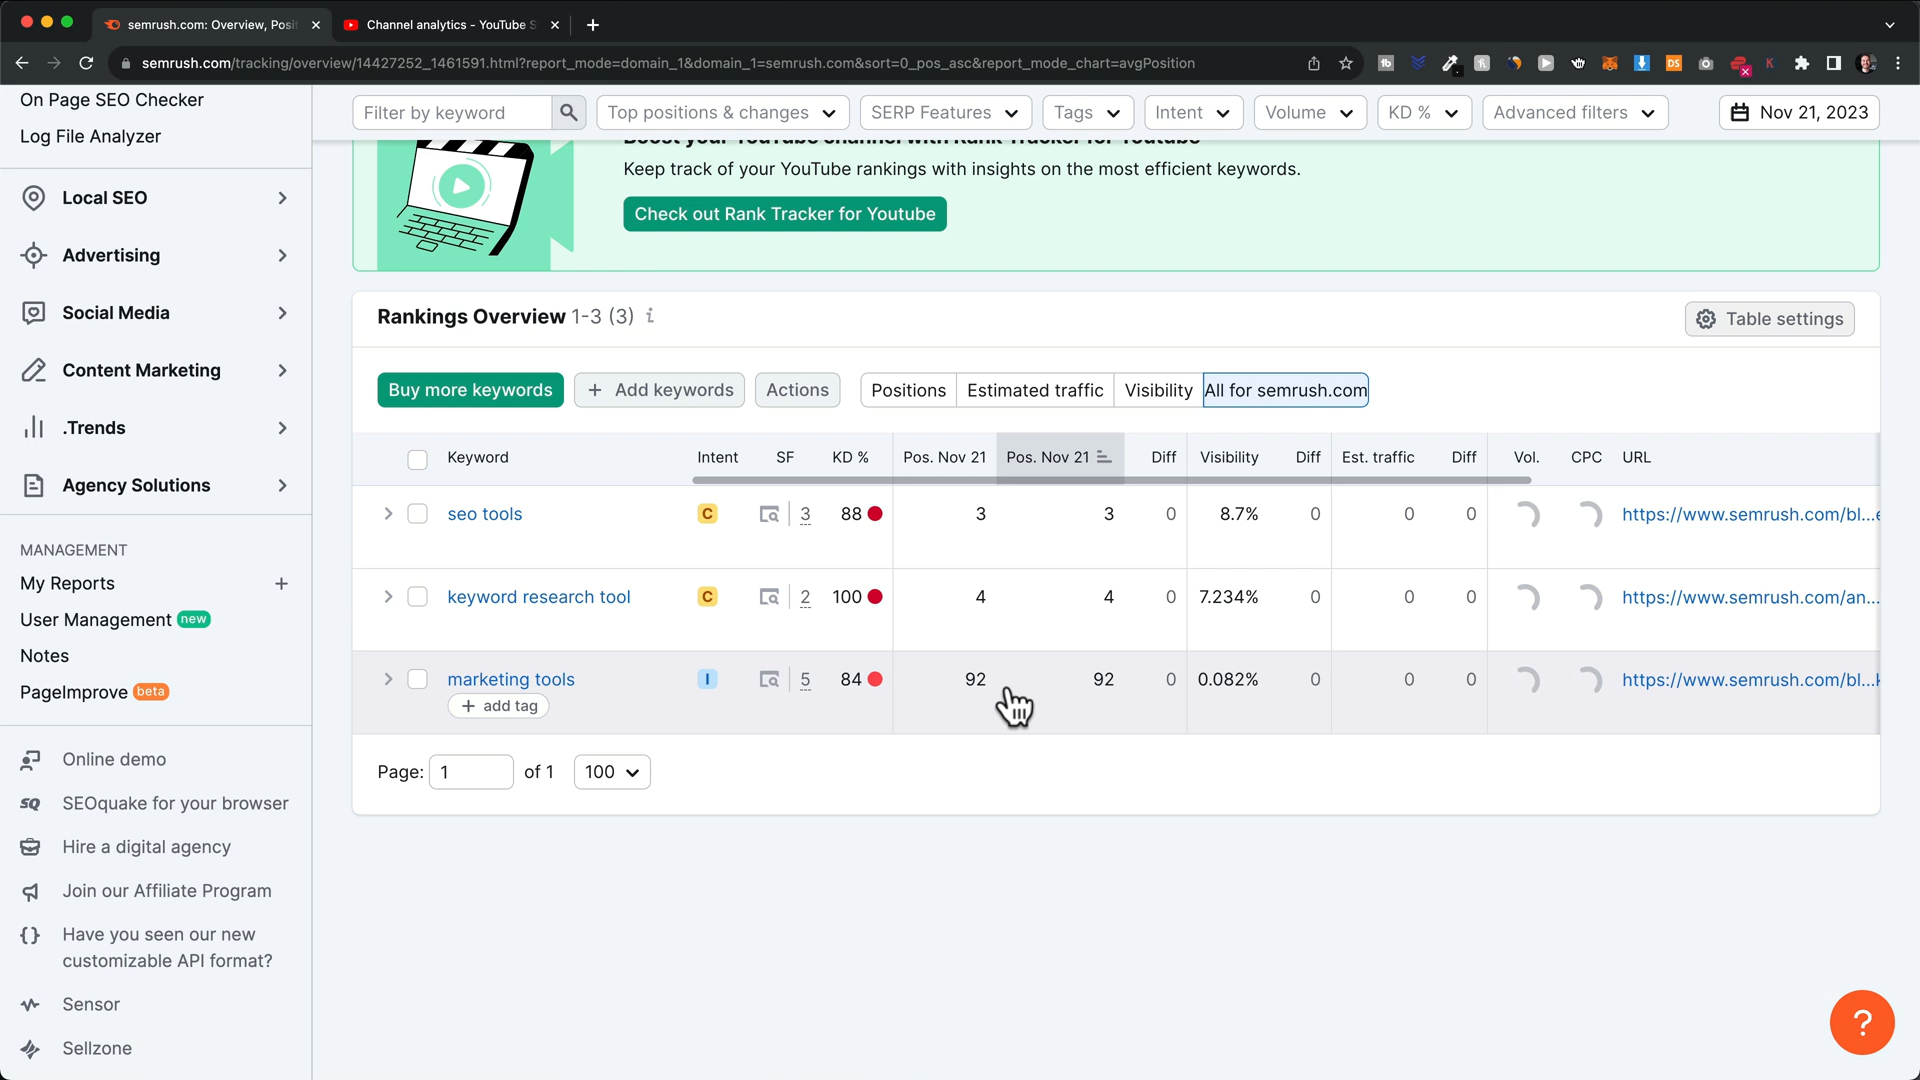 semrush.com: Overview, Posit
Channel analytics - YouTube S
semrush.com/tracking/overview/14427252_1461591.html?report_mode=domain_1&domain_1=semrush.com&sort=0_pos_asc&report_mode_chart=avgPosition
On Page SEO Checker
Log File Analyzer
Local SEO
Advertising
Social Media
Content Marketing
.Trends
Agency Solutions
MANAGEMENT
My Reports +
User Management new
Notes
PageImprove beta
Online demo
SEOquake for your browser
Hire a digital agency
Join our Affiliate Program
Have you seen our new
customizable API format?
Sensor
Sellzone
Filter by keyword
Top positions & changes
SERP Features
Tags
Intent
Volume
KD %
Advanced filters
Nov 21, 2023
Boost your YouTube channel with Rank Tracker for Youtube
Keep track of your YouTube rankings with insights on the most efficient keywords.
Check out Rank Tracker for Youtube
Rankings Overview 1-3 (3) i
Table settings
Buy more keywords
+ Add keywords
Actions
Positions
Estimated traffic
Visibility
All for semrush.com
Keyword Intent SF KD % Pos. Nov 21 Pos. Nov 21 Diff Visibility Diff Est. traffic Diff Vol. CPC URL
seo tools C 3 88 3 3 0 8.7% 0 0 0 https://www.semrush.com/bl...
keyword research tool C 2 100 4 4 0 7.234% 0 0 0 https://www.semrush.com/an...
marketing tools I 5 84 92 92 0 0.082% 0 0 0 https://www.semrush.com/bl...
+ add tag
Page: 1 of 1 100
?